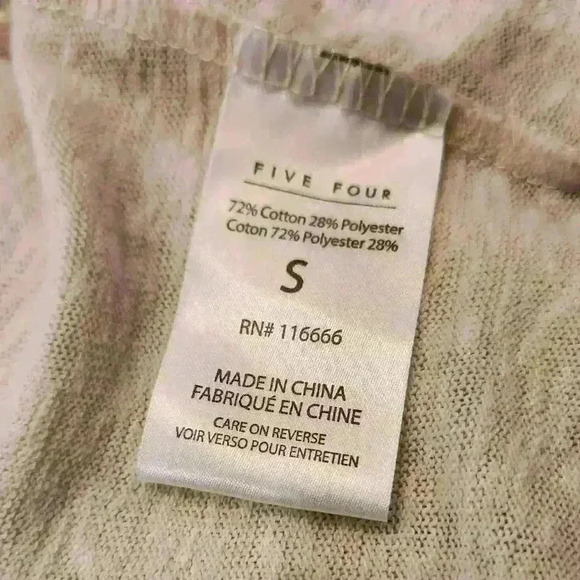 FIVE FOUR
72% Cotton 28% Polyester
Coton 72% Polyester 28%
S
RN# 116666
MADE IN CHINA
FABRIQUÉ EN CHINE
CARE ON REVERSE
VOIR VERSO POUR ENTRETIEN